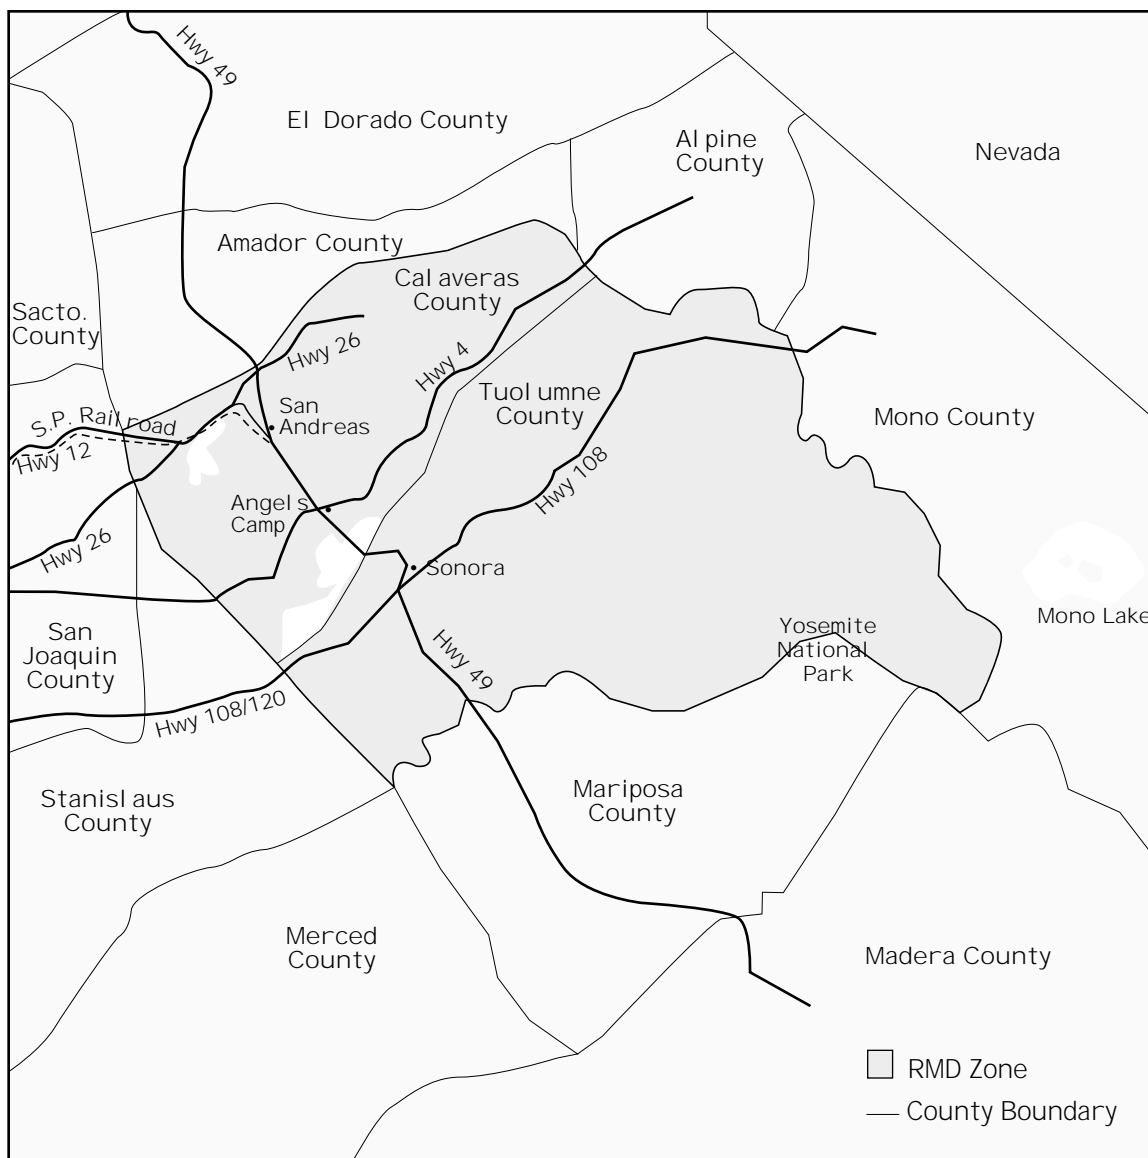 Hwy 49
El Dorado County
Alpine
County
Nevada
Amador County
Calaveras
County
Sacto.
County
Hwy 26
Hwy 4
Tuolumne
County
San
Andreas
S.P. Railroad
Hwy 12
Mono County
Hwy 108
Angels
Camp
Hwy 26
Sonora
Mono Lake
San
Joaquin
County
Yosemite
National
Park
Hwy 49
Hwy 108/120
Stanislaus
County
Mariposa
County
Merced
County
Madera County
RMD Zone
County Boundary